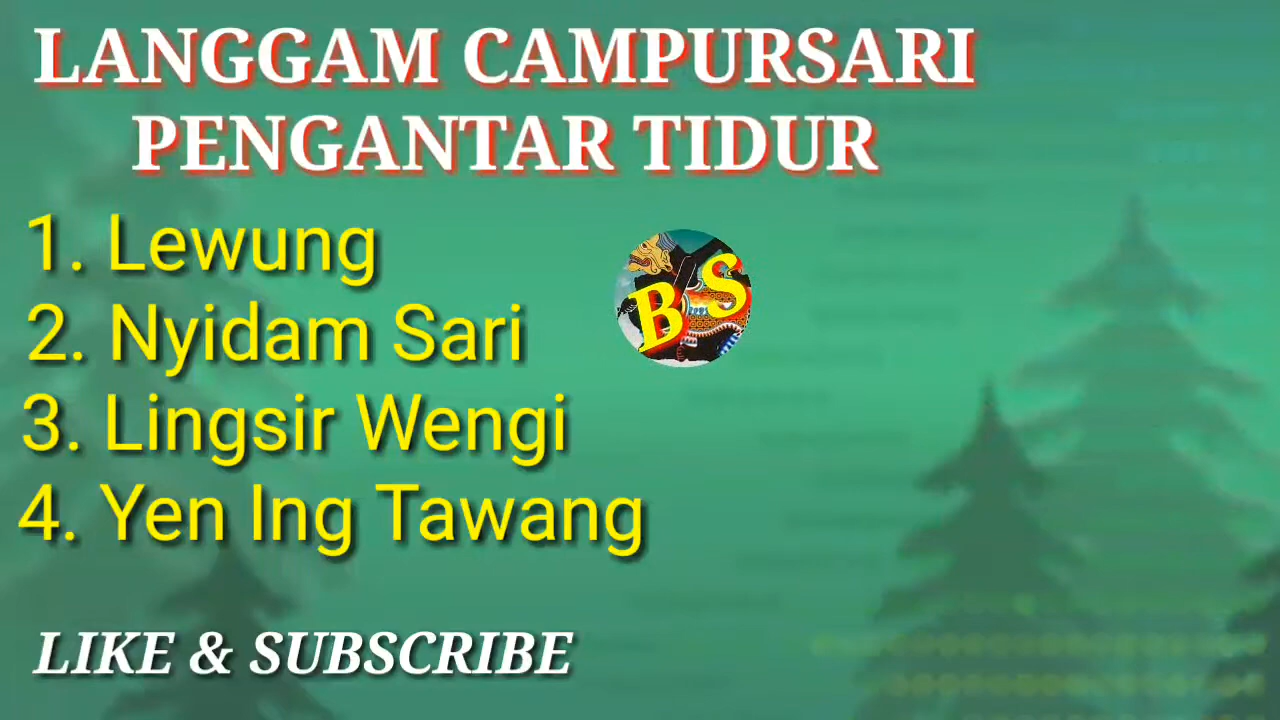 LANGGAM CAMPURSARI
PENGANTAR TIDUR
1. Lewung
2. Nyidam Sari
3. Lingsir Wengi
4. Yen Ing Tawang
BS
LIKE & SUBSCRIBE